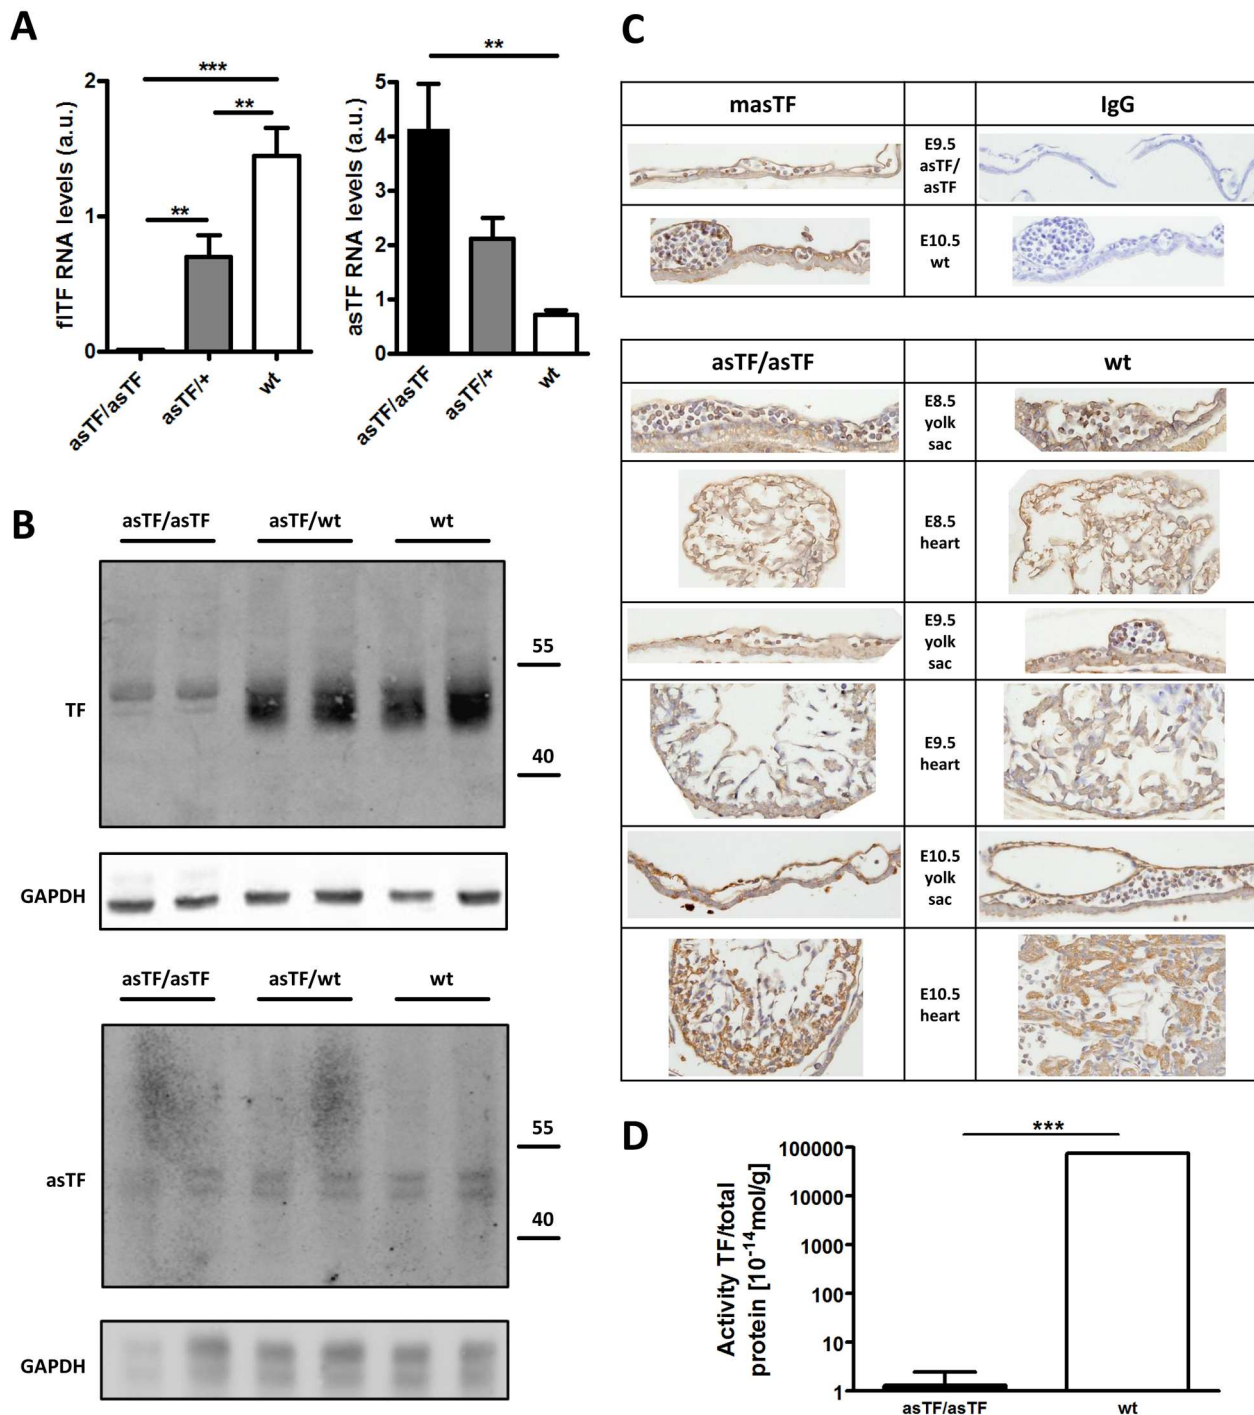 A
***
**
**
2
1
0
flTF RNA levels (a.u.)
asTF/asTF
asTF/+
wt
**
5
4
3
2
1
0
asTF RNA levels (a.u.)
asTF/asTF
asTF/+
wt
B
asTF/asTF asTF/wt wt
TF
55
40
GAPDH
asTF/asTF asTF/wt wt
asTF
55
40
GAPDH
C
masTF IgG
E9.5
asTF/
asTF
E10.5
wt
asTF/asTF wt
E8.5
yolk
sac
E8.5
heart
E9.5
yolk
sac
E9.5
heart
E10.5
yolk
sac
E10.5
heart
D
***
Activity TF/total
protein [10⁻¹⁴mol/g]
100000
10000
1000
100
10
1
asTF/asTF wt